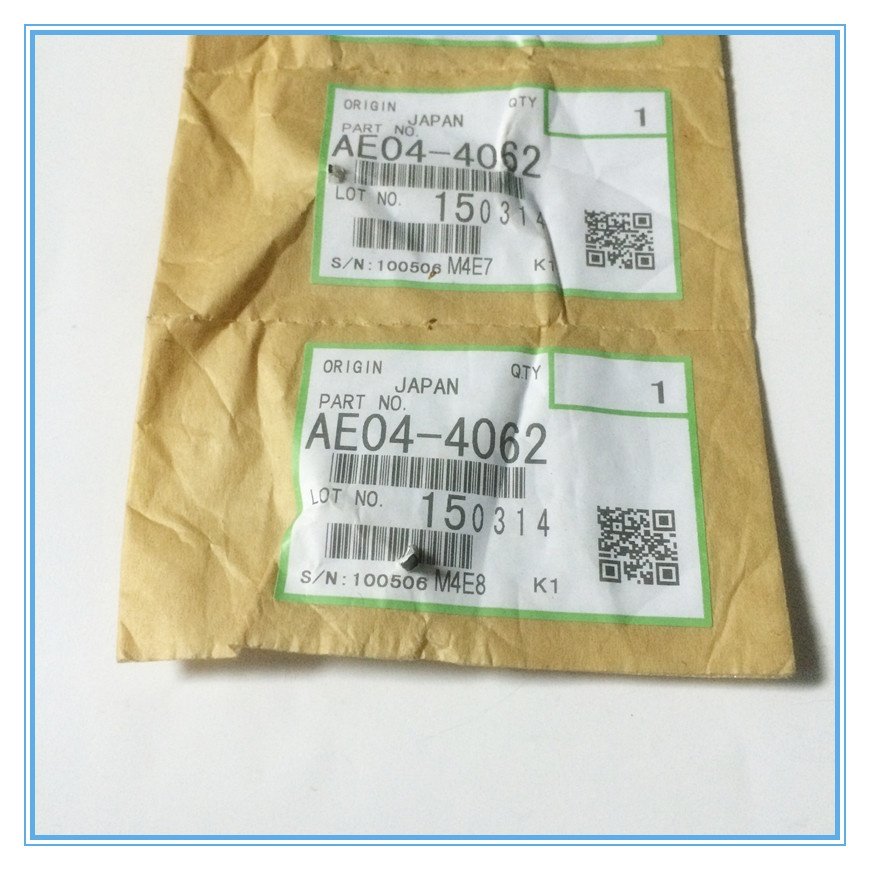 ORIGIN QTY
JAPAN 1
PART NO.
AE04-4062
LOT NO. 150314
S/N:100506 M4E7 K1
ORIGIN QTY
JAPAN 1
PART NO.
AE04-4062
LOT NO. 150314
S/N:100506 M4E8 K1